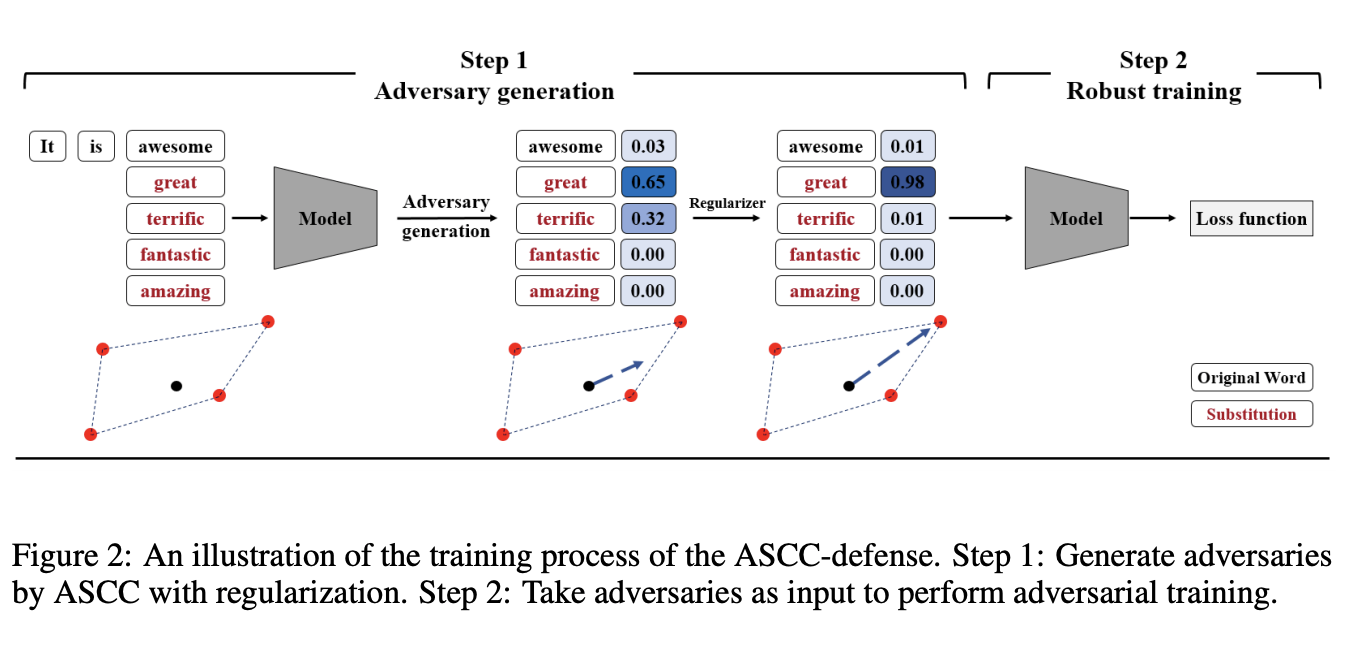 Step 1
Adversary generation
Step 2
Robust training
It is awesome
great
terrific
fantastic
amazing
Model
Adversary
generation
awesome 0.03
great 0.65
terrific 0.32
fantastic 0.00
amazing 0.00
Regularizer
awesome 0.01
great 0.98
terrific 0.01
fantastic 0.00
amazing 0.00
Model
Loss function
Original Word
Substitution
Figure 2: An illustration of the training process of the ASCC-defense. Step 1: Generate adversaries
by ASCC with regularization. Step 2: Take adversaries as input to perform adversarial training.